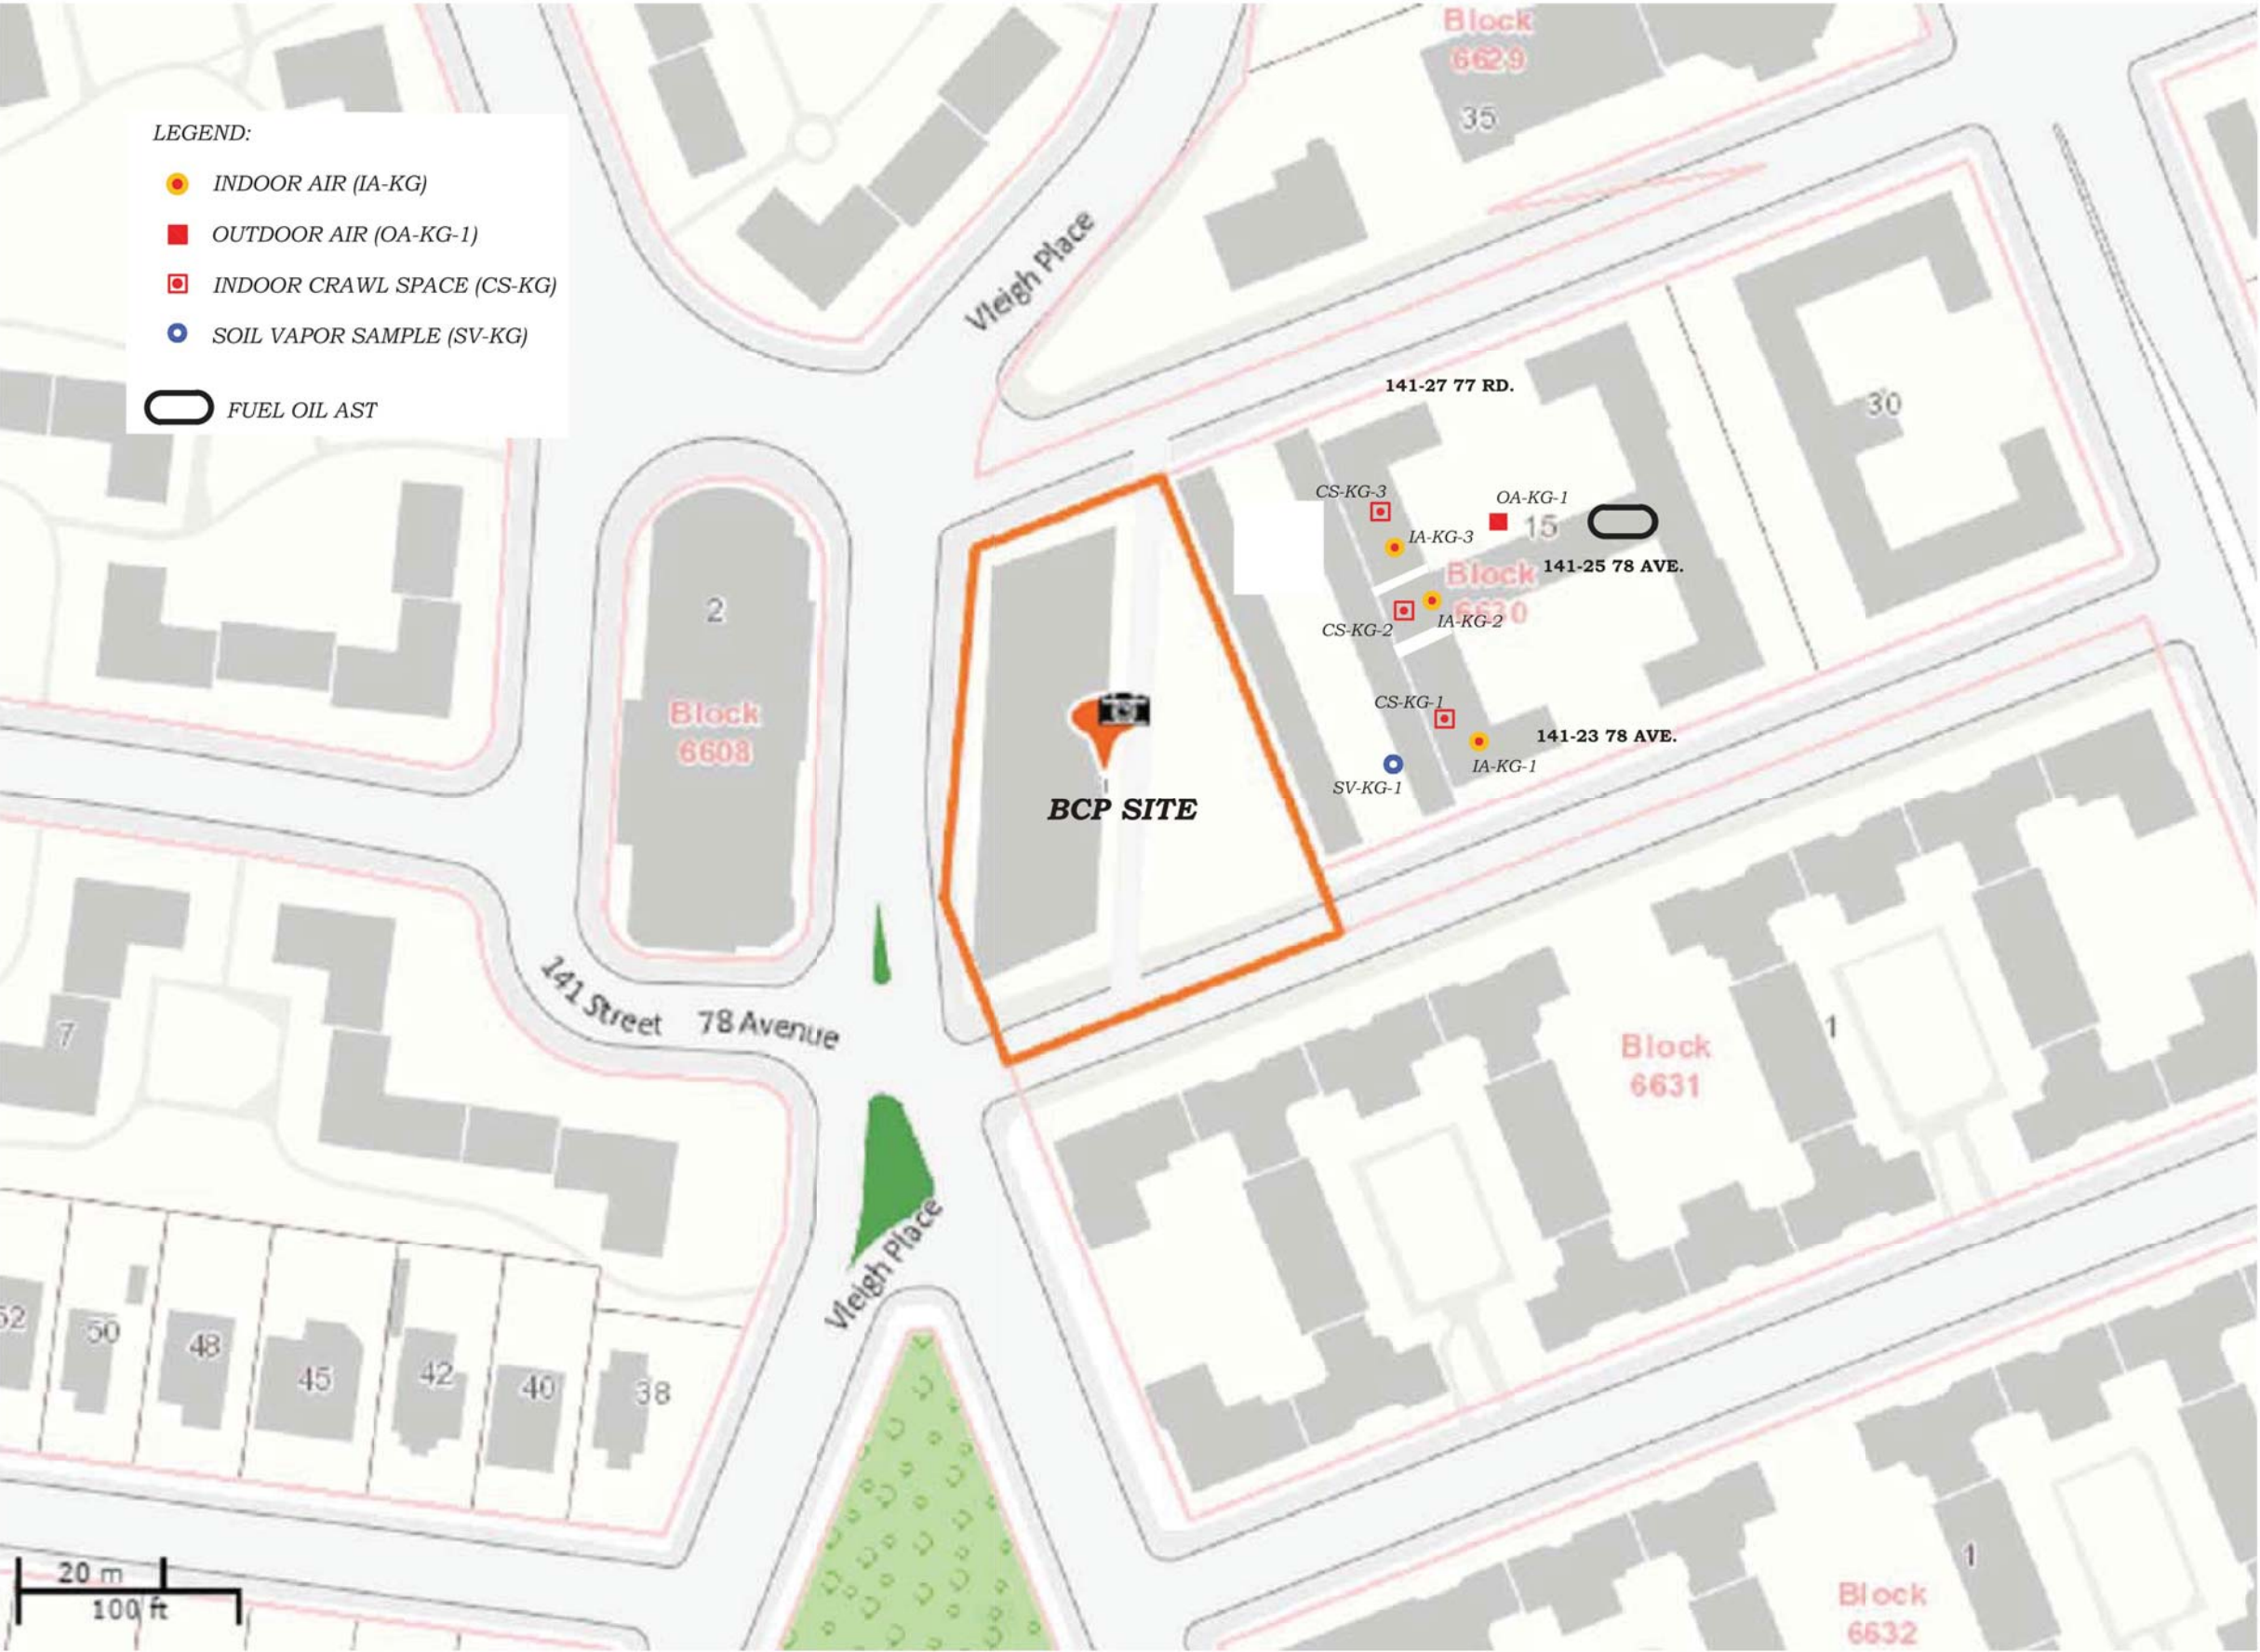 Block
6629
35
LEGEND:
INDOOR AIR (IA-KG)
OUTDOOR AIR (OA-KG-1)
INDOOR CRAWL SPACE (CS-KG)
SOIL VAPOR SAMPLE (SV-KG)
FUEL OIL AST
Vleigh Place
141-27 77 RD.
30
CS-KG-3
OA-KG-1
15
IA-KG-3
141-25 78 AVE.
Block
6630
IA-KG-2
CS-KG-2
2
Block
6608
CS-KG-1
141-23 78 AVE.
IA-KG-1
SV-KG-1
1
BCP SITE
141 Street
78 Avenue
7
1
Block
6631
Vleigh Place
52
50
48
45
42
40
38
1
Block
6632
20 m
100 ft